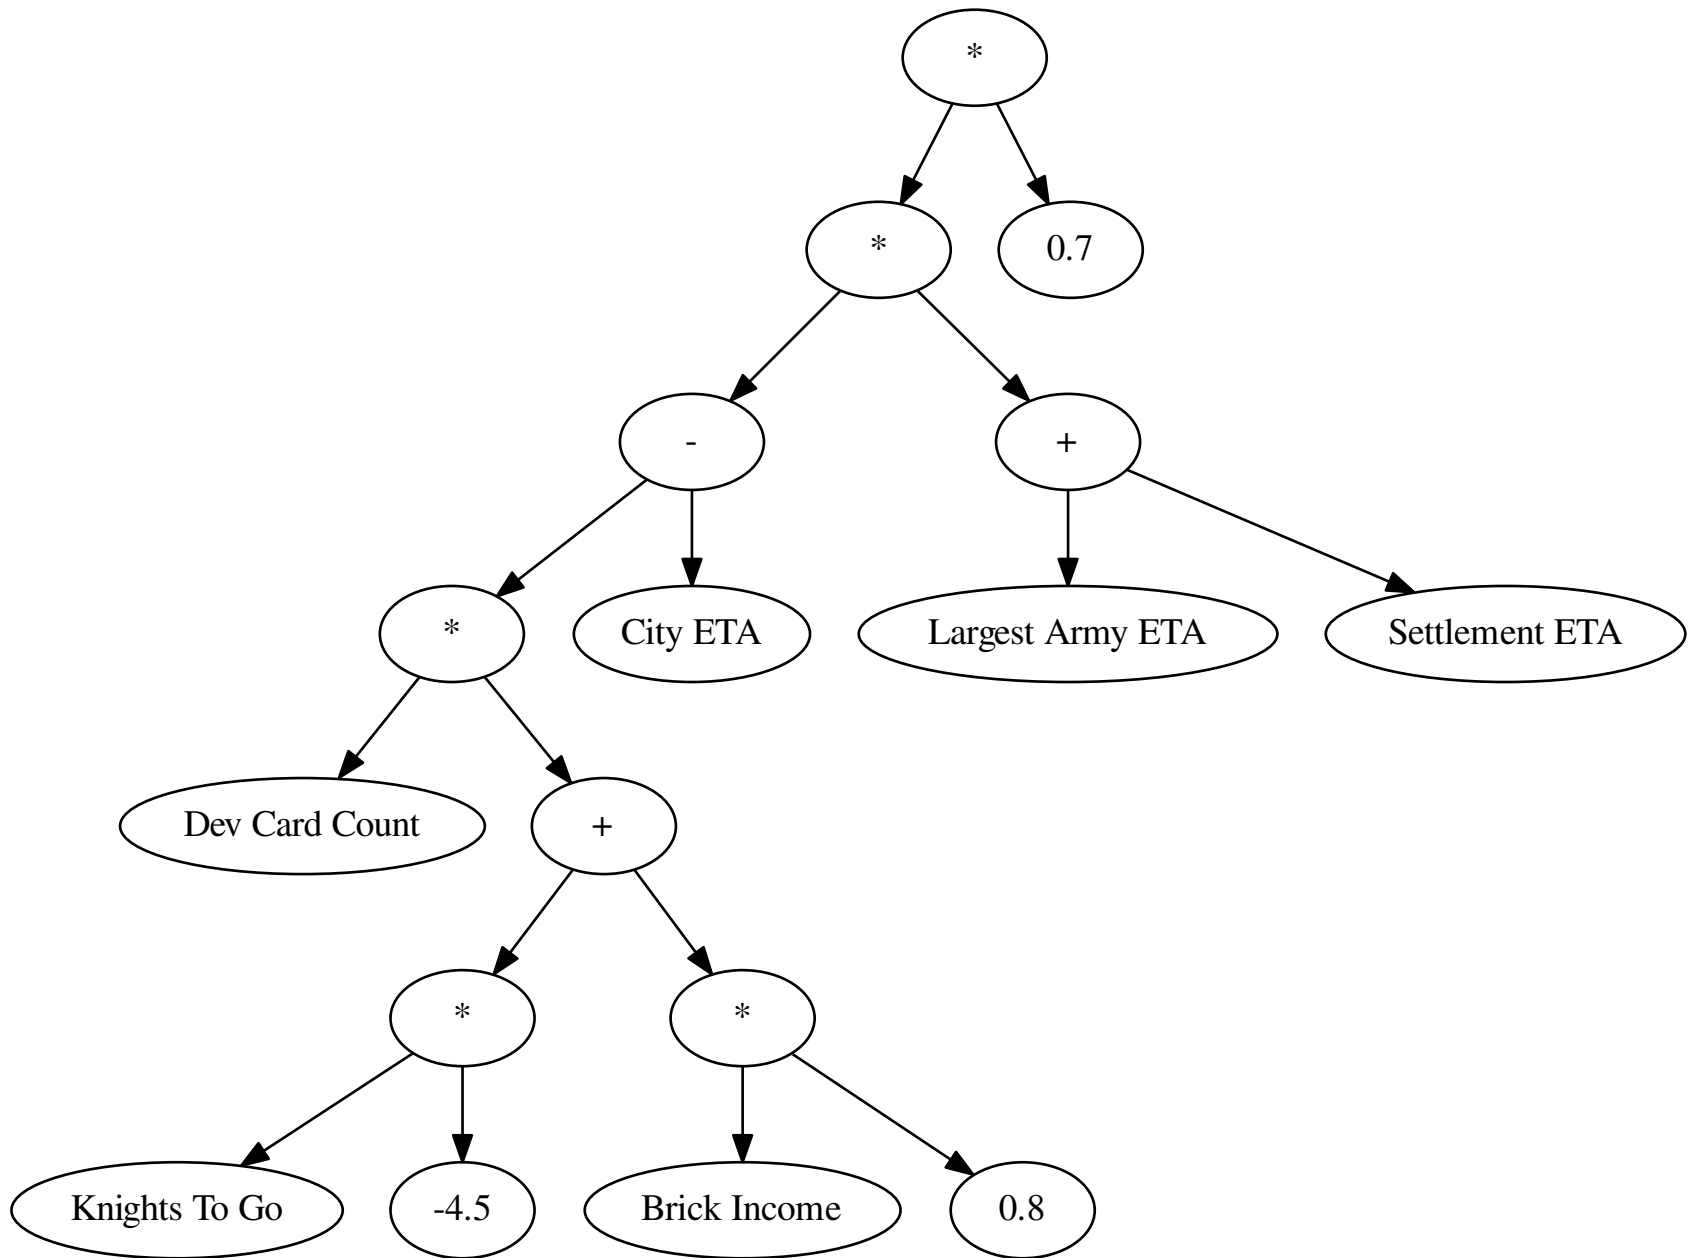 *
*
0.7
-
+
*
City ETA
Largest Army ETA
Settlement ETA
Dev Card Count
+
*
*
Knights To Go
-4.5
Brick Income
0.8